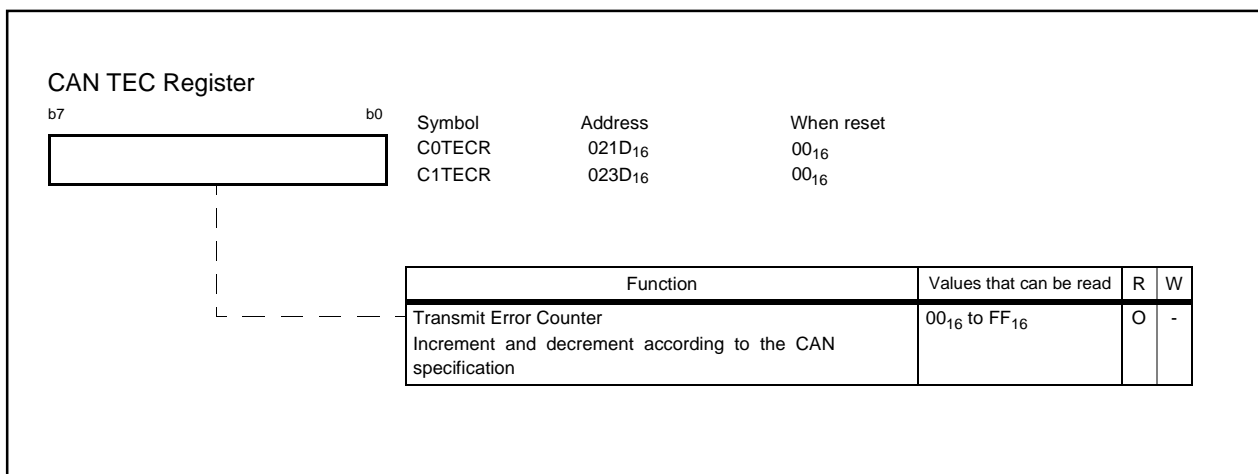 CAN TEC Register
b7 b0
Symbol Address When reset
C0TECR 021D16 0016
C1TECR 023D16 0016
Function Values that can be read R W
Transmit Error Counter 0016 to FF16 O -
Increment and decrement according to the CAN
specification